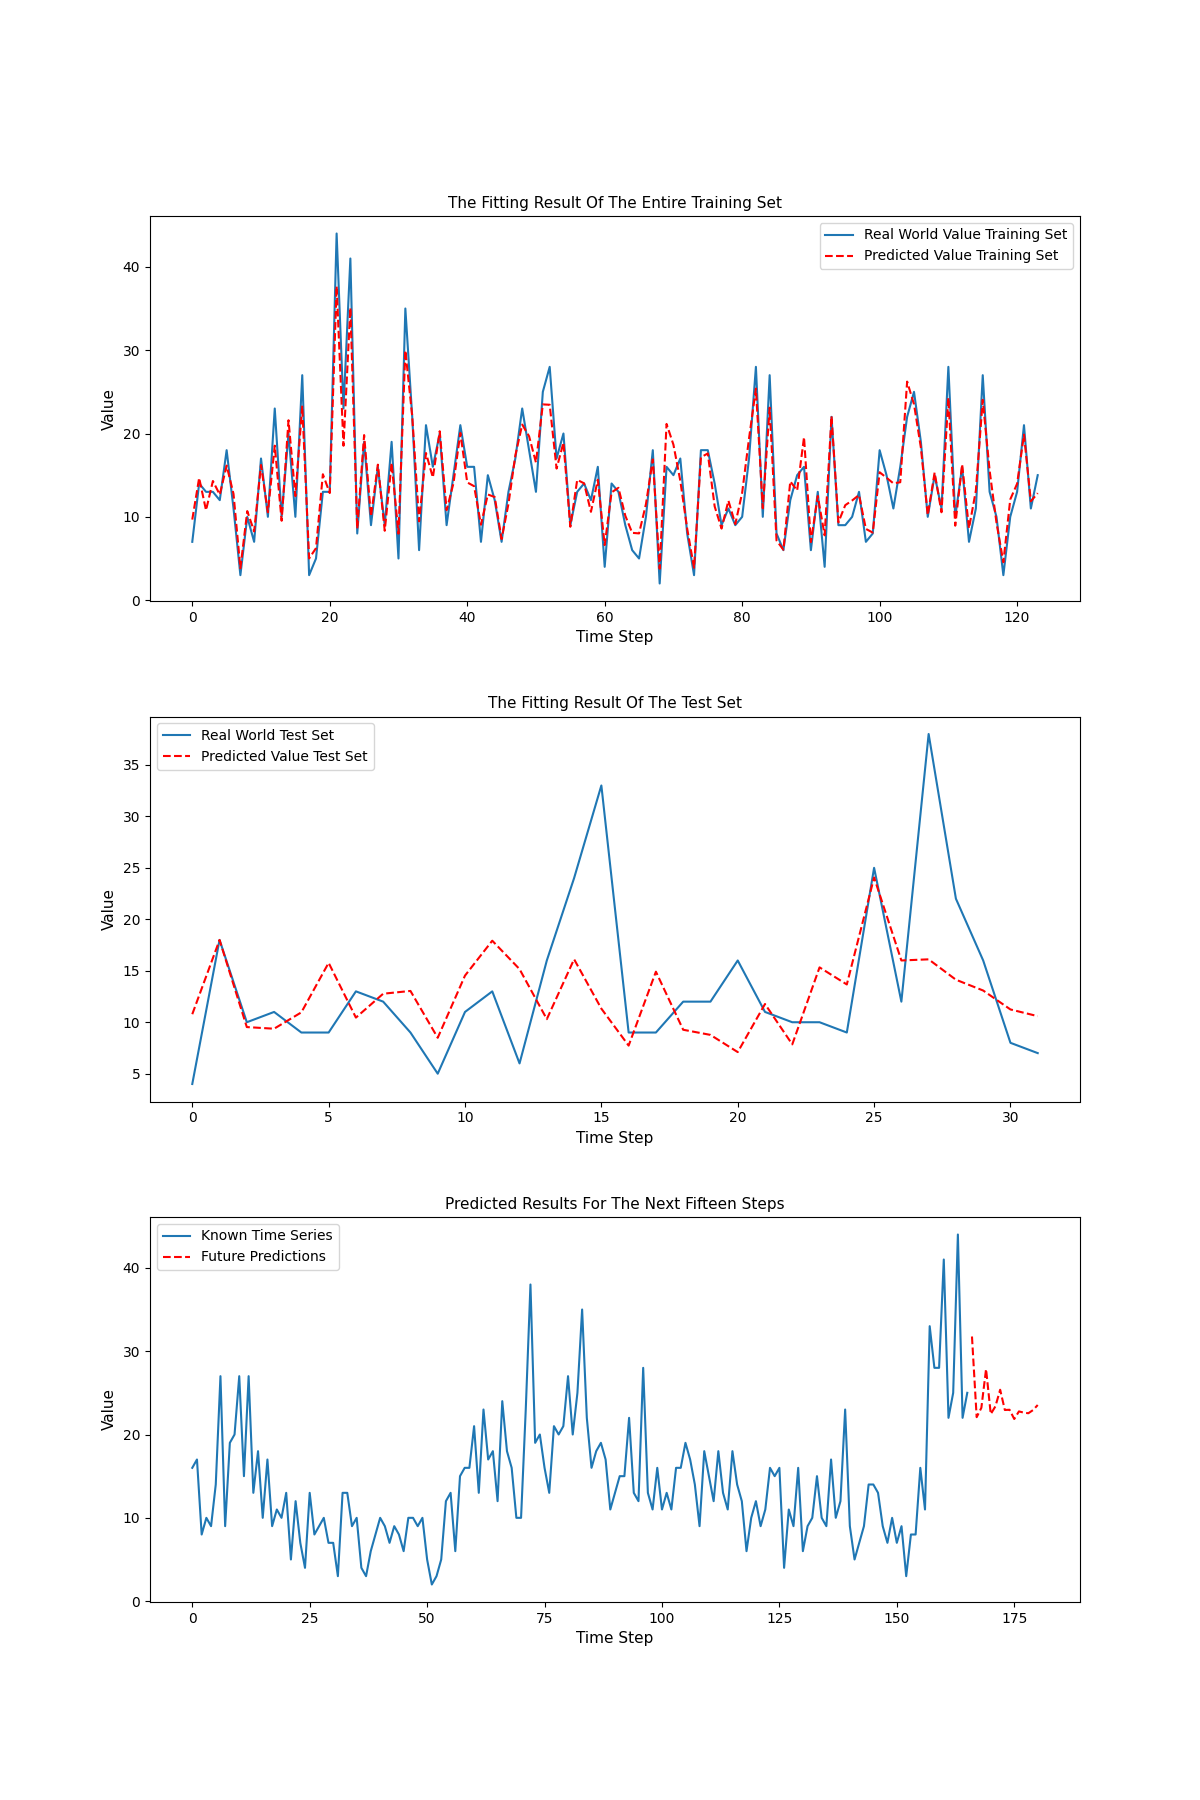 The Fitting Result Of The Entire Training Set
Real World Value Training Set
Predicted Value Training Set
Value
40
30
20
10
0
0 20 40 60 80 100 120
Time Step
The Fitting Result Of The Test Set
Real World Test Set
Predicted Value Test Set
Value
35
30
25
20
15
10
5
0 5 10 15 20 25 30
Time Step
Predicted Results For The Next Fifteen Steps
Known Time Series
Future Predictions
Value
40
30
20
10
0
0 25 50 75 100 125 150 175
Time Step